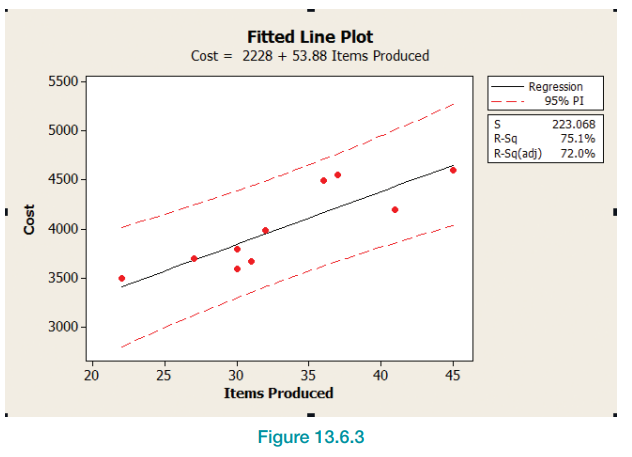 Fitted Line Plot
Cost = 2228 + 53.88 Items Produced
5500
5000
4500
4000
3500
3000
Cost
20 25 30 35 40 45
Items Produced
Regression
95% PI
S 223.068
R-Sq 75.1%
R-Sq(adj) 72.0%
Figure 13.6.3